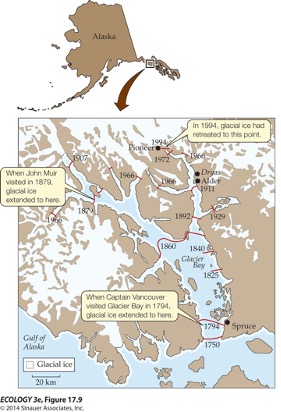 Alaska
In 1994, glacial ice had
retreated to this point.
1994
Pioneer
1972
1966
1907
When John Muir
visited in 1879,
glacial ice
extended to here.
1966
1966
Dryas
Alder
1911
1879
1966
1892
1929
1860
1840
Glacier
Bay
1825
When Captain Vancouver
visited Glacier Bay in 1794,
glacial ice extended to here.
1794
Spruce
1750
Gulf of
Alaska
Glacial ice
20 km
ECOLOGY 3e, Figure 17.9
© 2014 Sinauer Associates, Inc.